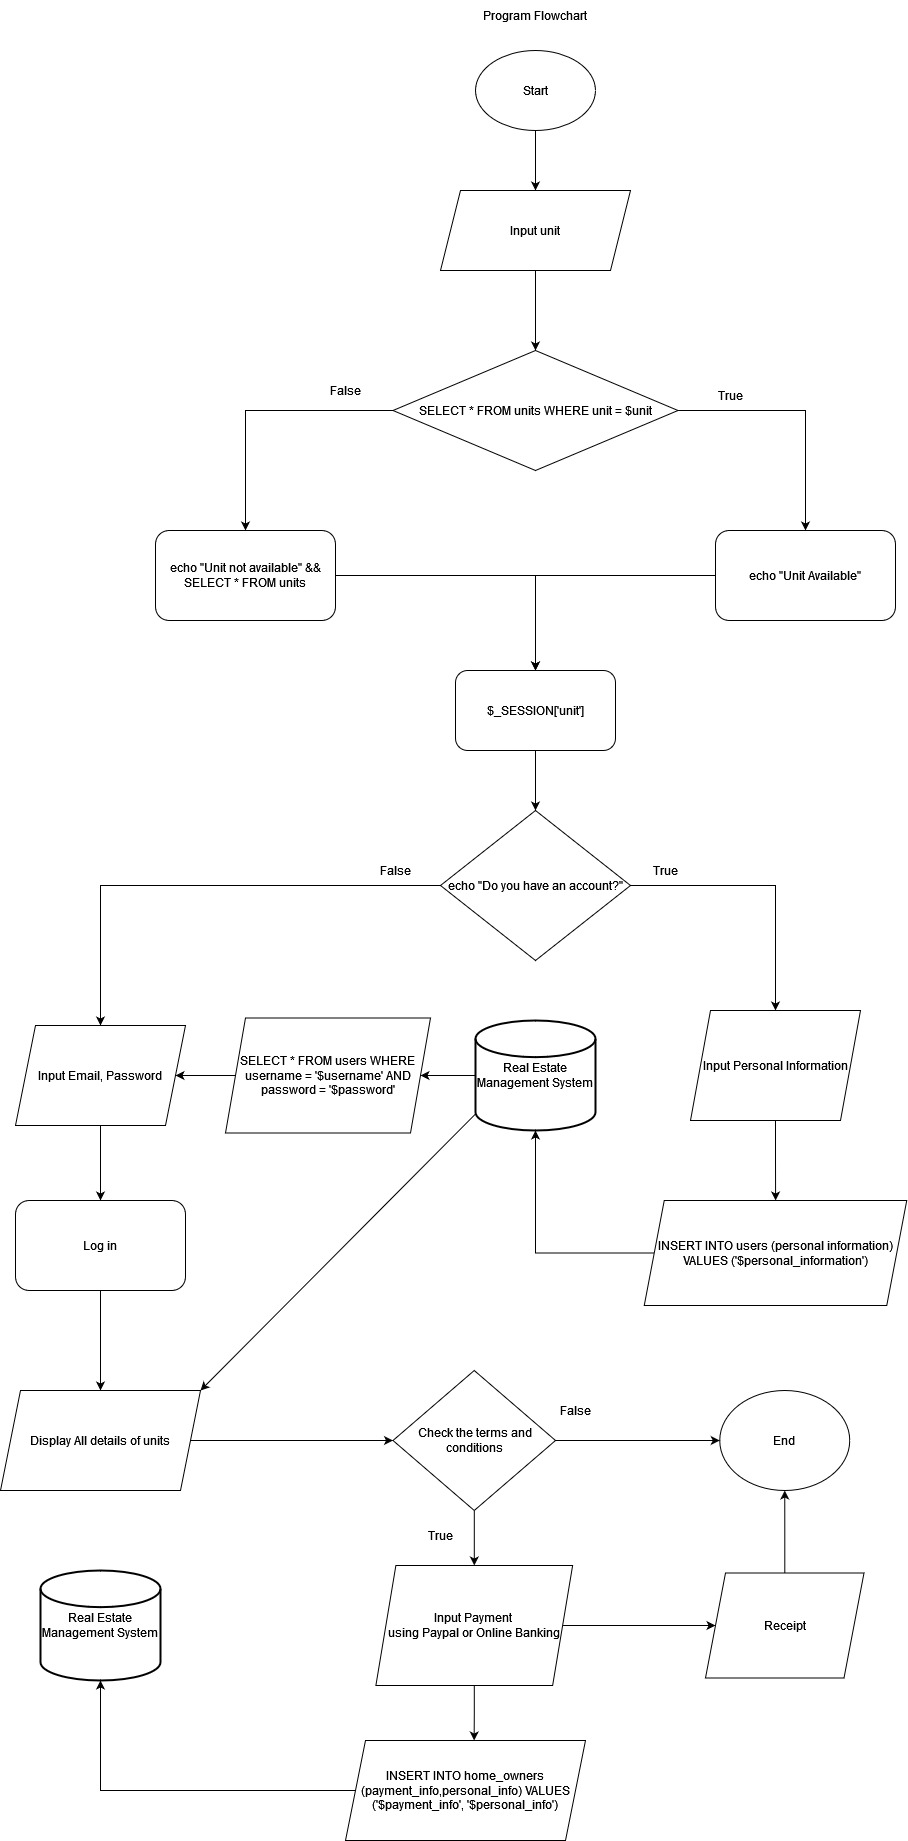 Program Flowchart
Start
Input unit
False
True
SELECT * FROM units WHERE unit = $unit
echo "Unit not available" &&
SELECT * FROM units
echo "Unit Available"
$_SESSION['unit']
False
True
echo "Do you have an account?"
Input Email, Password
SELECT * FROM users WHERE
username = '$username' AND
password = '$password'
Real Estate
Management System
Input Personal Information
Log in
INSERT INTO users (personal information)
VALUES ('$personal_information')
Display All details of units
Check the terms and
conditions
False
End
True
Real Estate
Management System
Input Payment
using Paypal or Online Banking
Receipt
INSERT INTO home_owners
(payment_info,personal_info) VALUES
('$payment_info', '$personal_info')